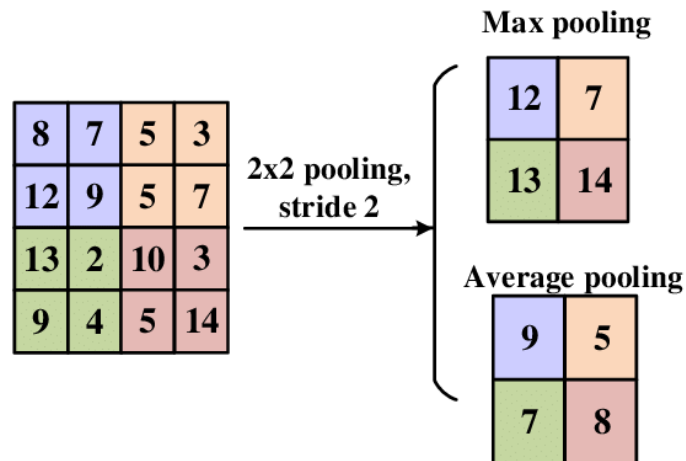 8 7 5 3
12 9 5 7
13 2 10 3
9 4 5 14
2x2 pooling,
stride 2
Max pooling
12 7
13 14
Average pooling
9 5
7 8